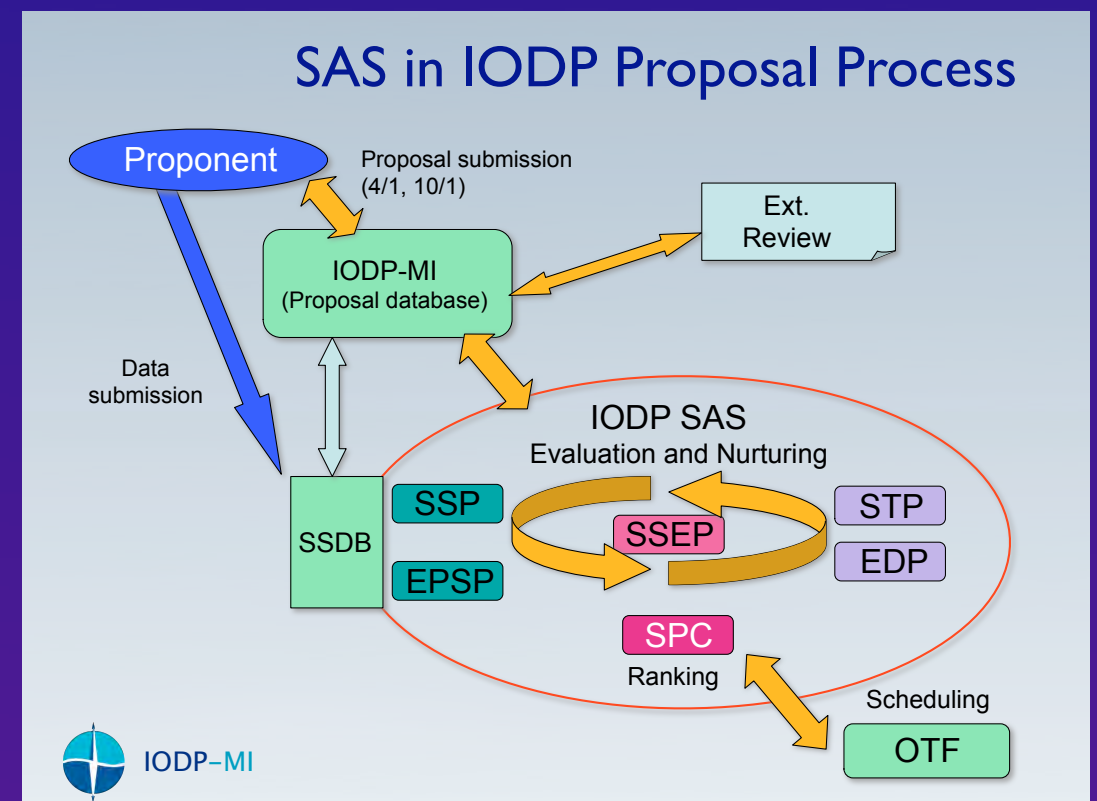 SAS in IODP Proposal Process
Proponent
Proposal submission
(4/1, 10/1)
Ext.
Review
IODP-MI
(Proposal database)
Data
submission
IODP SAS
Evaluation and Nurturing
SSDB
SSP
EPSP
SSEP
STP
EDP
SPC
Ranking
Scheduling
OTF
IODP-MI